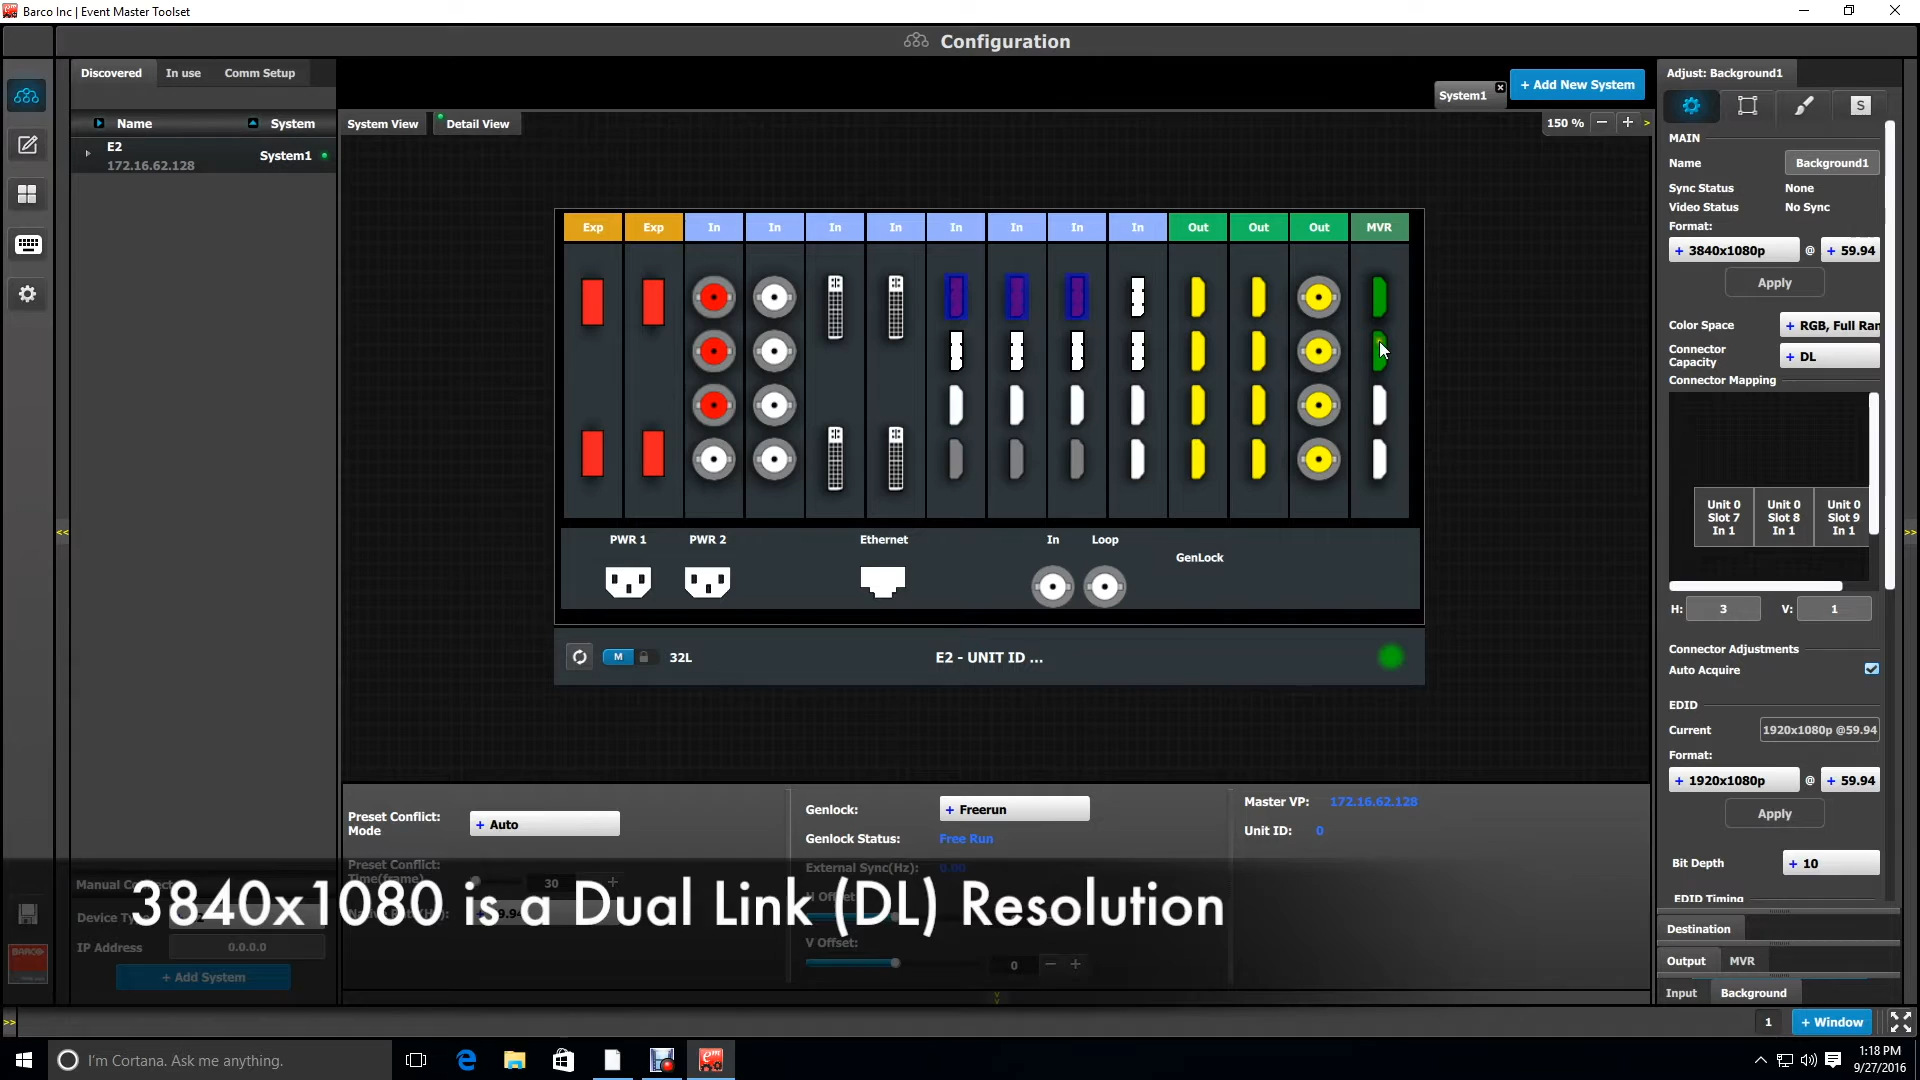 Barco Inc | Event Master Toolset
Configuration
Discovered
In use
Comm Setup
Name
System
E2
172.16.62.128
System1
System View
Detail View
System1
+ Add New System
150 %
Exp
Exp
In
In
In
In
In
In
In
In
Out
Out
Out
MVR
PWR 1
PWR 2
Ethernet
In
Loop
GenLock
M
32L
E2 - UNIT ID ...
Preset Conflict:
Mode
+ Auto
Preset Conflict:
30
Genlock:
+ Freerun
Genlock Status:
Free Run
External Sync(Hz):
0.00
V Offset:
0
Master VP:
172.16.62.128
Unit ID:
0
3840x1080 is a Dual Link (DL) Resolution
IP Address
0.0.0.0
+ Add System
Adjust: Background1
S
MAIN
Name
Background1
Sync Status
None
Video Status
No Sync
Format:
+ 3840x1080p
@
+ 59.94
Apply
Color Space
+ RGB, Full Ran
Connector
Capacity
+ DL
Connector Mapping
Unit 0
Slot 7
In 1
Unit 0
Slot 8
In 1
Unit 0
Slot 9
In 1
H:
3
V:
1
Connector Adjustments
Auto Acquire
EDID
Current
1920x1080p @59.94
Format:
+ 1920x1080p
@
+ 59.94
Apply
Bit Depth
+ 10
EDID Timing
Destination
Output
MVR
Input
Background
1
+ Window
I'm Cortana. Ask me anything.
1:18 PM
9/27/2016